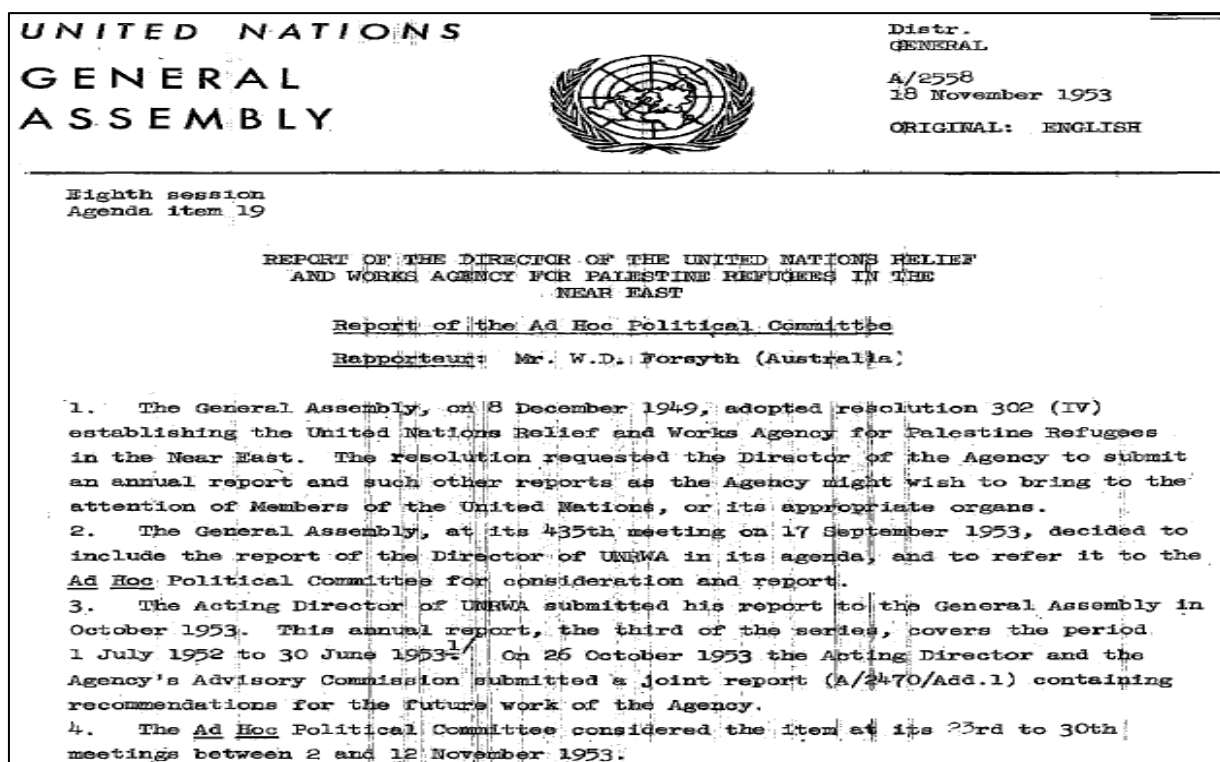 UNITED NATIONS
GENERAL
ASSEMBLY
Distr.
GENERAL
A/2558
18 November 1953
ORIGINAL: ENGLISH
Eighth session
Agenda item 19
REPORT OF THE DIRECTOR OF THE UNITED NATIONS RELIEF
AND WORKS AGENCY FOR PALESTINE REFUGEES IN THE
NEAR EAST
Report of the Ad Hoc Political Committee
Rapporteur: Mr. W.D. Forsyth (Australia)
1. The General Assembly, on 8 December 1949, adopted resolution 302 (IV)
establishing the United Nations Relief and Works Agency for Palestine Refugees
in the Near East. The resolution requested the Director of the Agency to submit
an annual report and such other reports as the Agency might wish to bring to the
attention of Members of the United Nations, or its appropriate organs.
2. The General Assembly, at its 435th meeting on 17 September 1953, decided to
include the report of the Director of UNRWA in its agenda, and to refer it to the
Ad Hoc Political Committee for consideration and report.
3. The Acting Director of UNRWA submitted his report to the General Assembly in
October 1953. This annual report, the third of the series, covers the period
1 July 1952 to 30 June 1953.1/ On 26 October 1953 the Acting Director and the
Agency's Advisory Commission submitted a joint report (A/2470/Add.1) containing
recommendations for the future work of the Agency.
4. The Ad Hoc Political Committee considered the item at its 23rd to 30th
meetings between 2 and 12 November 1953.